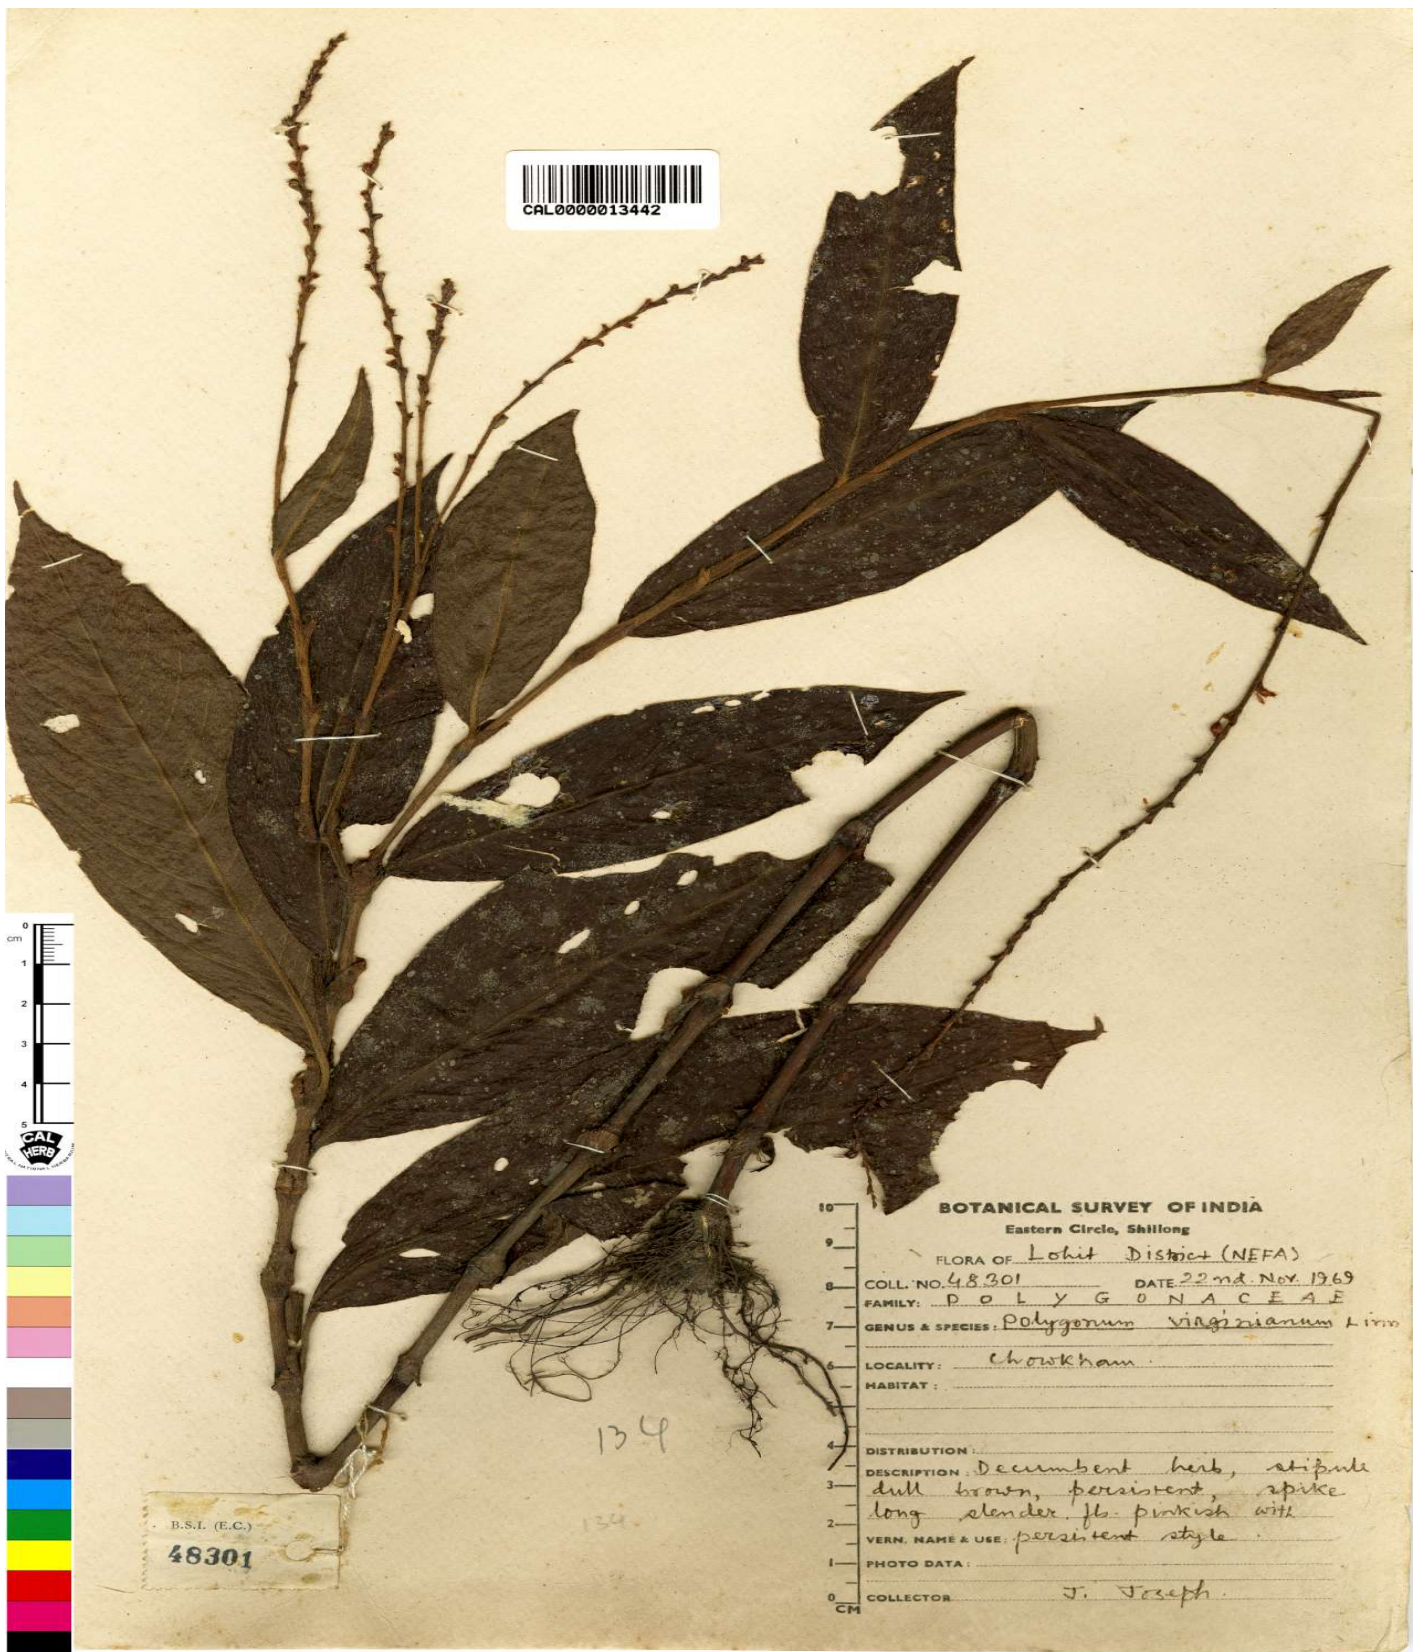 CAL0000013442
0
cm
1
2
3
4
5
CAL
HERB
B.S.I. (E.C.)
48301
134
134
10
9
8
7
6
5
4
3
2
1
0
CM
BOTANICAL SURVEY OF INDIA
Eastern Circle, Shillong
FLORA OF Lohit District (NEFA)
COLL. NO. 48301 DATE 22nd. Nov. 1969
FAMILY: POLYGONACEAE
GENUS & SPECIES: Polygonum virginianum Linn
LOCALITY: Chowkham.
HABITAT:
DISTRIBUTION:
DESCRIPTION: Decumbent herb, stipule
dull brown, persistent, spike
long slender. fls. pinkish with
VERN. NAME & USE: persistent style.
PHOTO DATA:
COLLECTOR J. Joseph.